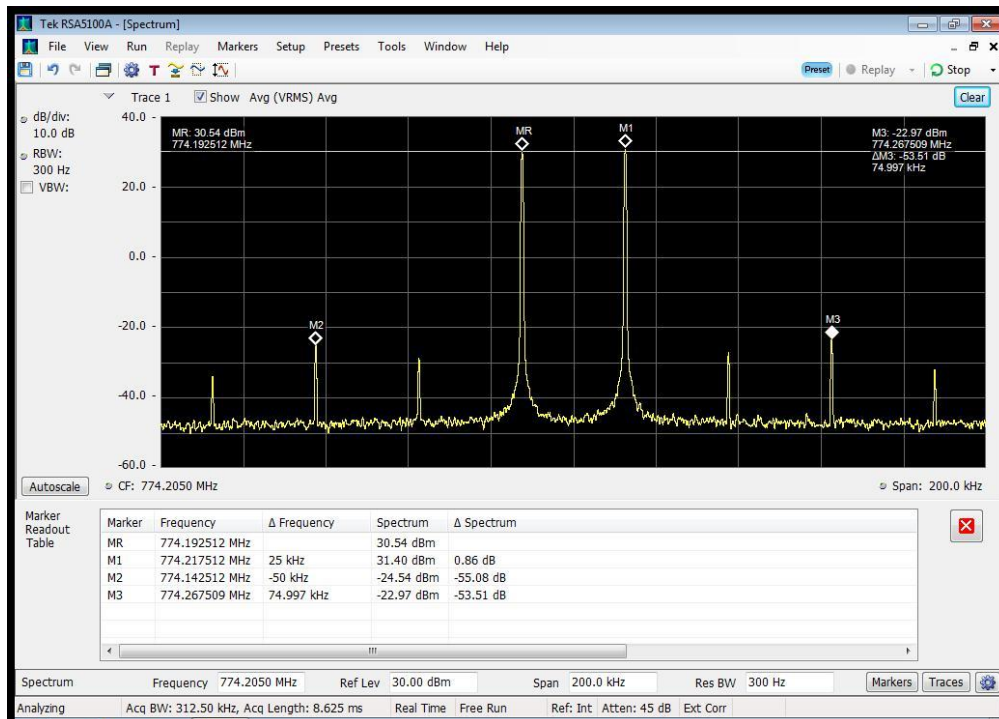 Tek RSA5100A - [Spectrum]
File View Run Replay Markers Setup Presets Tools Window Help
T Preset Replay Stop
Trace 1 Show Avg (VRMS) Avg Clear
dB/div:
10.0 dB
RBW:
300 Hz
VBW:
40.0
20.0
0.0
-20.0
-40.0
-60.0
MR: 30.54 dBm
774.192512 MHz
MR
M1
M3: -22.97 dBm
774.267509 MHz
ΔM3: -53.51 dB
74.997 kHz
M2
M3
Autoscale CF: 774.2050 MHz Span: 200.0 kHz
Marker
Readout
Table
Marker Frequency Δ Frequency Spectrum Δ Spectrum
MR 774.192512 MHz 30.54 dBm
M1 774.217512 MHz 25 kHz 31.40 dBm 0.86 dB
M2 774.142512 MHz -50 kHz -24.54 dBm -55.08 dB
M3 774.267509 MHz 74.997 kHz -22.97 dBm -53.51 dB
Spectrum Frequency 774.2050 MHz Ref Lev 30.00 dBm Span 200.0 kHz Res BW 300 Hz Markers Traces
Analyzing Acq BW: 312.50 kHz, Acq Length: 8.625 ms Real Time Free Run Ref: Int Atten: 45 dB Ext Corr